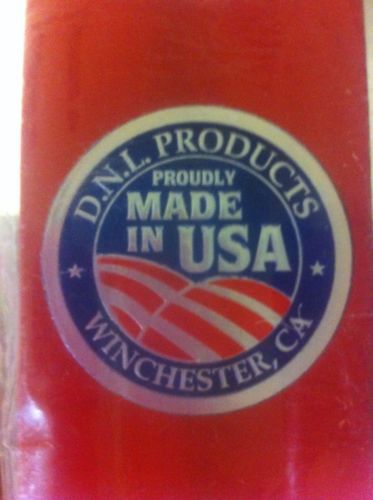 D.N.L. PRODUCTS
PROUDLY
MADE
IN USA
WINCHESTER, CA